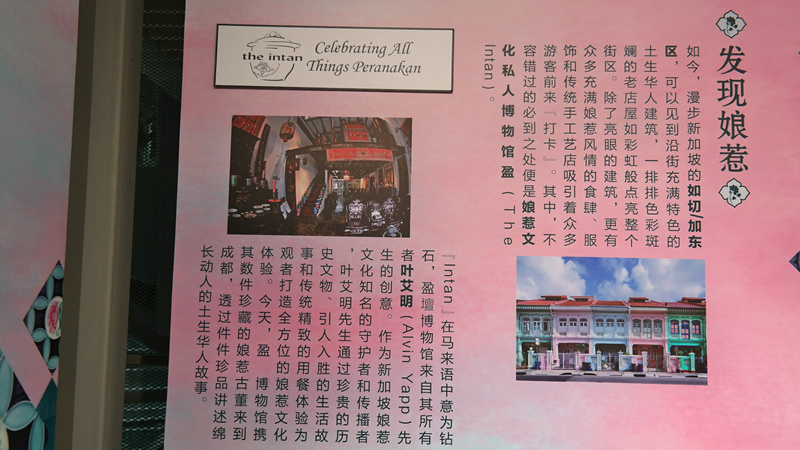 发现娘惹
如今，漫步新加坡的如切/加东
区，可以见到沿街充满特色的
土生华人建筑，一排排色彩斑
斓的老店屋如彩虹般点亮整个
街区。除了亮眼的建筑，更有
众多充满娘惹风情的食肆、服
饰和传统手工艺店吸引着众多
游客前来『打卡』。其中，不
容错过的必到之处便是娘惹文
化私人博物馆盈（The
Intan）。
the intan
Celebrating All
Things Peranakan
『Intan』在马来语中意为钻
石，盈壇博物馆来自其所有
者叶艾明(Alvin Yapp)先
生的创意。作为新加坡娘惹
文化知名的守护者和传播者
，叶艾明先生通过珍贵的历
史文物、引人入胜的生活故
事和传统精致的用餐体验为
观者打造全方位的娘惹文化
体验。今天，盈 博物馆携
其数件珍藏的娘惹古董来到
成都，透过件件珍品讲述绵
长动人的土生华人故事。